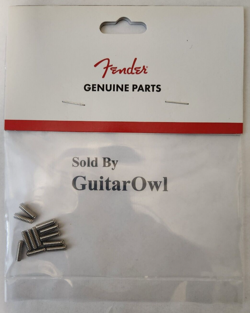 Fender
GENUINE PARTS
Sold By
GuitarOwl